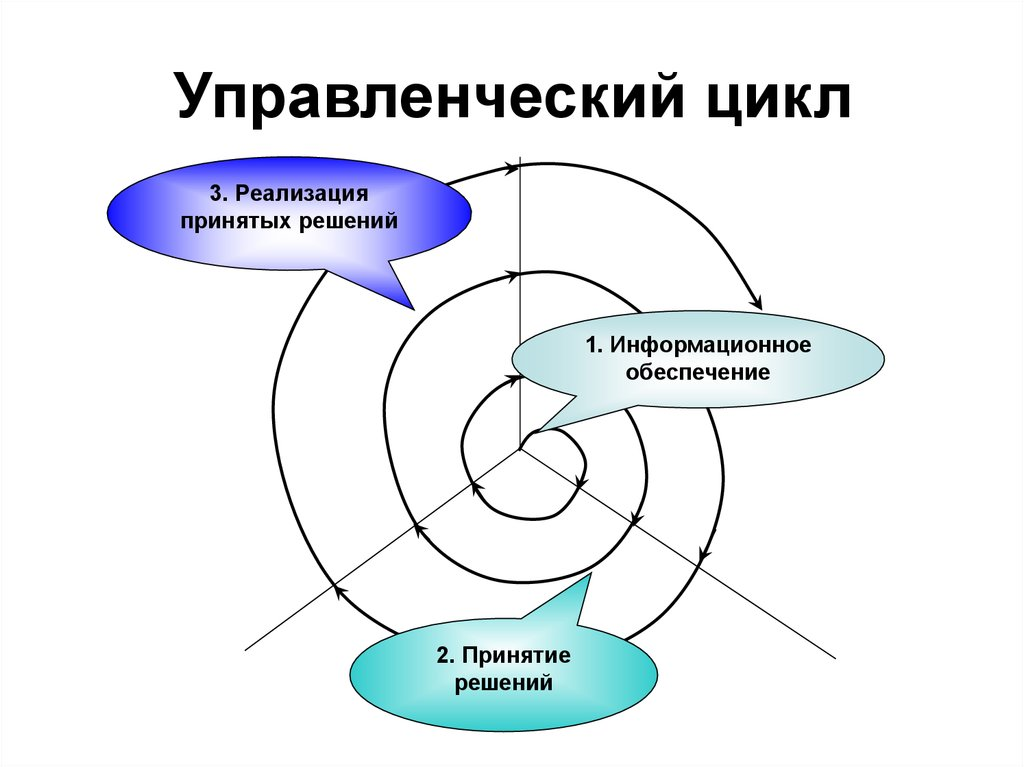 Управленческий цикл
3. Реализация
принятых решений
1. Информационное
обеспечение
2. Принятие
решений